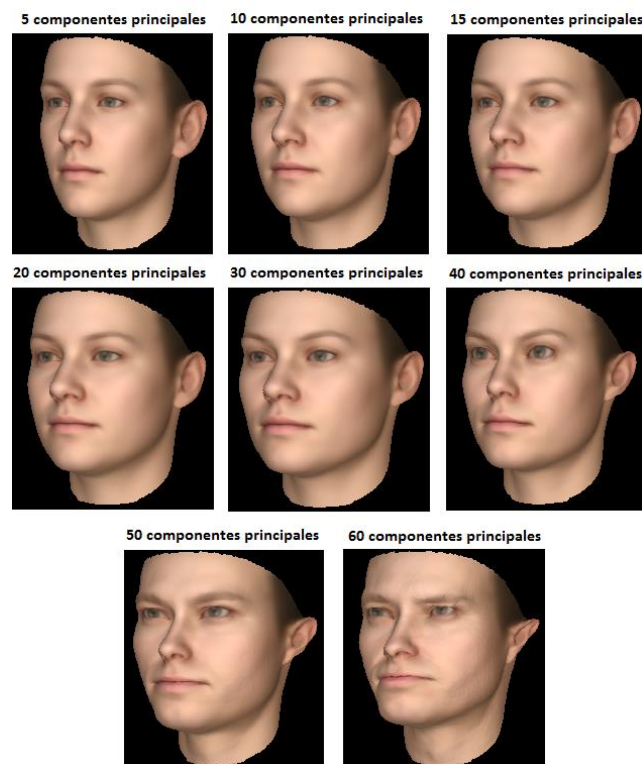 5 componentes principales
10 componentes principales
15 componentes principales
20 componentes principales
30 componentes principales
40 componentes principales
50 componentes principales
60 componentes principales